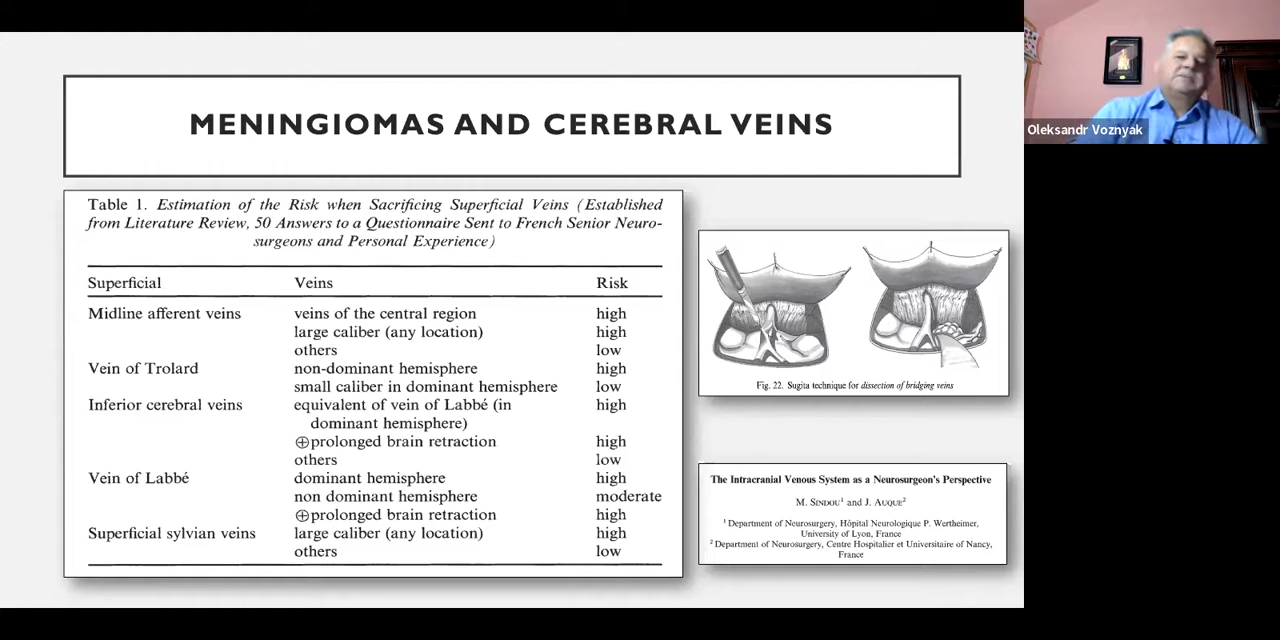 MENINGIOMAS AND CEREBRAL VEINS
Table 1. Estimation of the Risk when Sacrificing Superficial Veins (Established
from Literature Review, 50 Answers to a Questionnaire Sent to French Senior Neuro-
surgeons and Personal Experience)
Superficial Veins Risk
Midline afferent veins veins of the central region high
large caliber (any location) high
others low
Vein of Trolard non-dominant hemisphere high
small caliber in dominant hemisphere low
Inferior cerebral veins equivalent of vein of Labbé (in high
dominant hemisphere)
⊕prolonged brain retraction high
others low
Vein of Labbé dominant hemisphere high
non dominant hemisphere moderate
⊕prolonged brain retraction high
Superficial sylvian veins large caliber (any location) high
others low
Fig. 22. Sugita technique for dissection of bridging veins
The Intracranial Venous System as a Neurosurgeon's Perspective
M. Sindou¹ and J. Auque²
¹ Department of Neurosurgery, Hôpital Neurologique P. Wertheimer,
University of Lyon, France
² Department of Neurosurgery, Centre Hospitalier et Universitaire of Nancy,
France
Oleksandr Voznyak